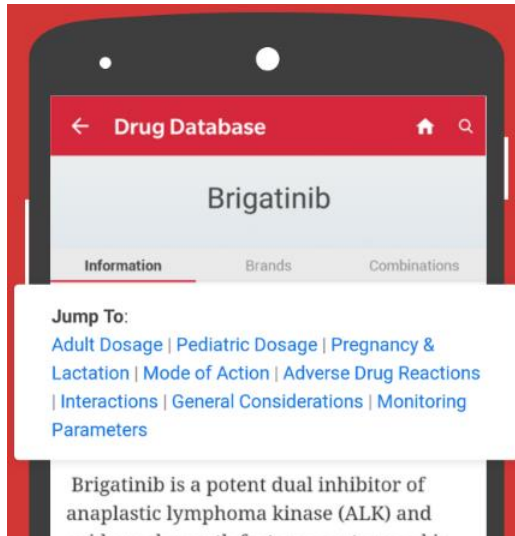 Drug Database
Brigatinib
Information Brands Combinations
Jump To:
Adult Dosage | Pediatric Dosage | Pregnancy &
Lactation | Mode of Action | Adverse Drug Reactions
| Interactions | General Considerations | Monitoring
Parameters
Brigatinib is a potent dual inhibitor of
anaplastic lymphoma kinase (ALK) and